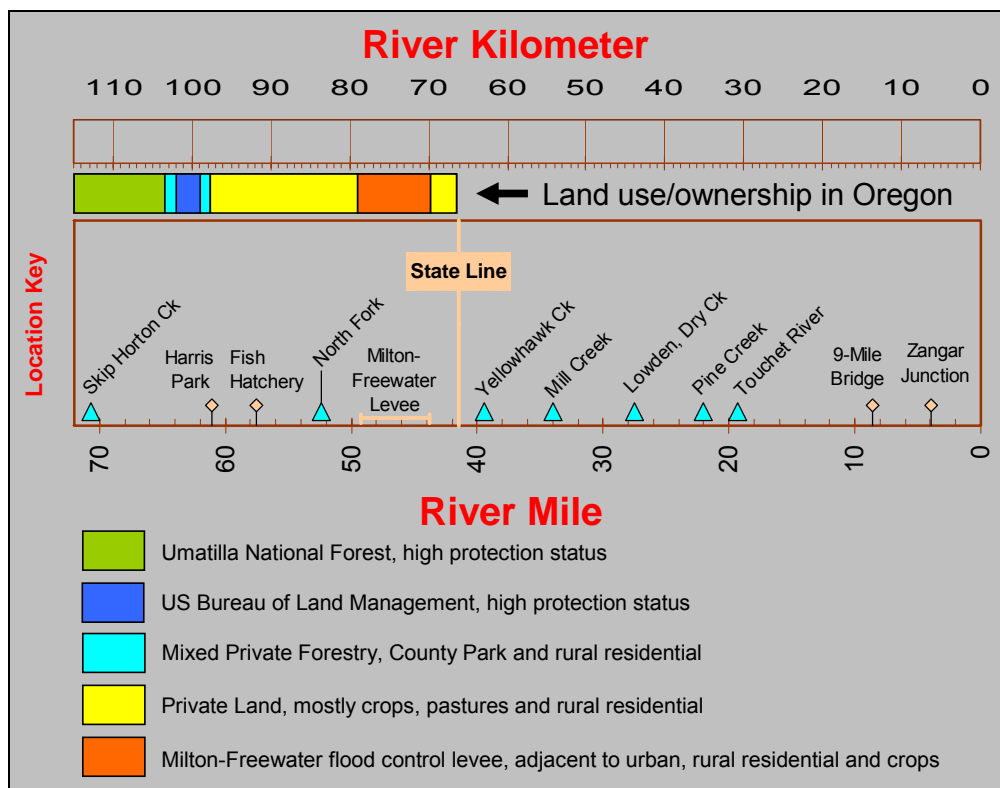 River Kilometer
110 100 90 80 70 60 50 40 30 20 10 0
Land use/ownership in Oregon
Location Key
State Line
Skip Horton Ck
Harris
Park
Fish
Hatchery
North Fork
Milton-
Freewater
Levee
Yellowhawk Ck
Mill Creek
Lowden, Dry Ck
Pine Creek
Touchet River
9-Mile
Bridge
Zangar
Junction
70 60 50 40 30 20 10 0
River Mile
Umatilla National Forest, high protection status
US Bureau of Land Management, high protection status
Mixed Private Forestry, County Park and rural residential
Private Land, mostly crops, pastures and rural residential
Milton-Freewater flood control levee, adjacent to urban, rural residential and crops